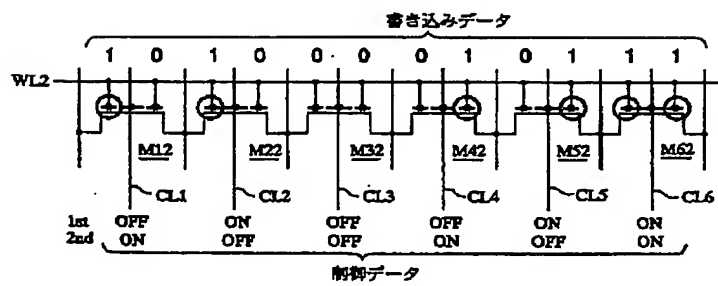 書き込みデータ
1 0 1 0 0 0 0 1 0 1 1 1
WL2
M12 M22 M32 M42 M52 M62
CL1 CL2 CL3 CL4 CL5 CL6
1st OFF ON OFF OFF ON ON
2nd ON OFF OFF ON OFF ON
制御データ